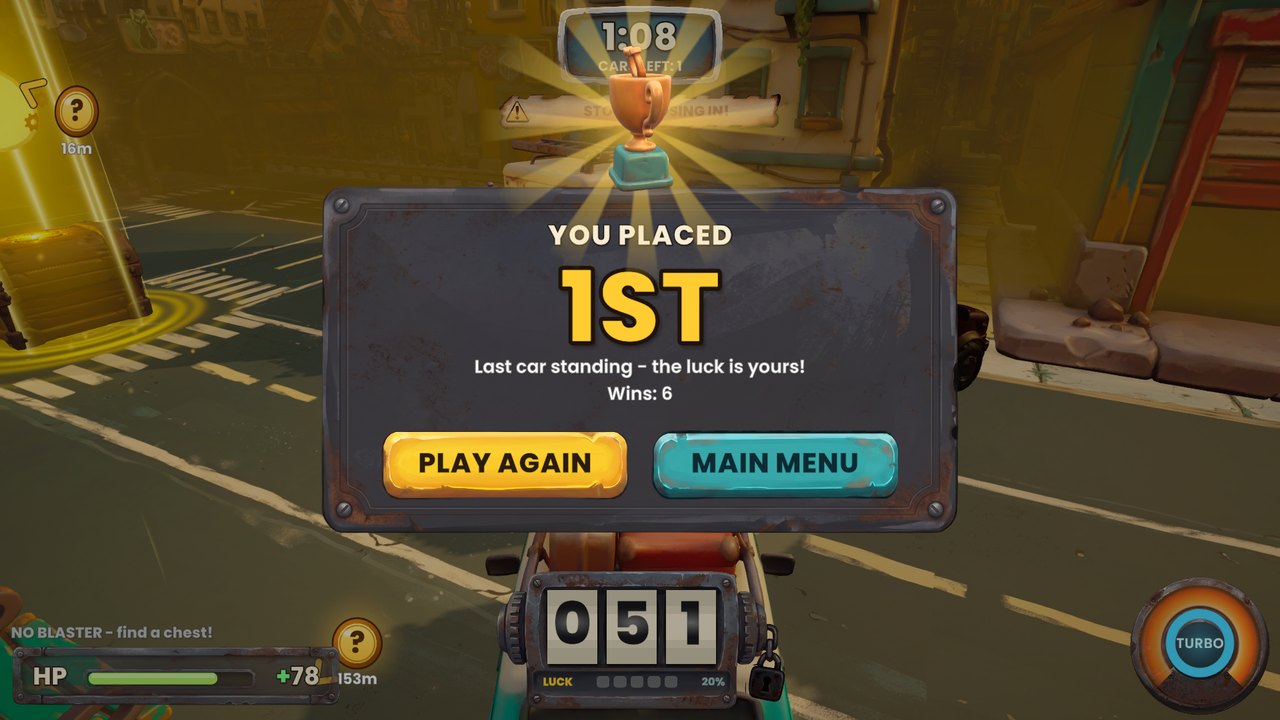 1:08
CARS LEFT: 1
?
16m
YOU PLACED
1ST
Last car standing - the luck is yours!
Wins: 6
PLAY AGAIN
MAIN MENU
NO BLASTER - find a chest!
HP
+78
?
153m
051
LUCK
20%
TURBO